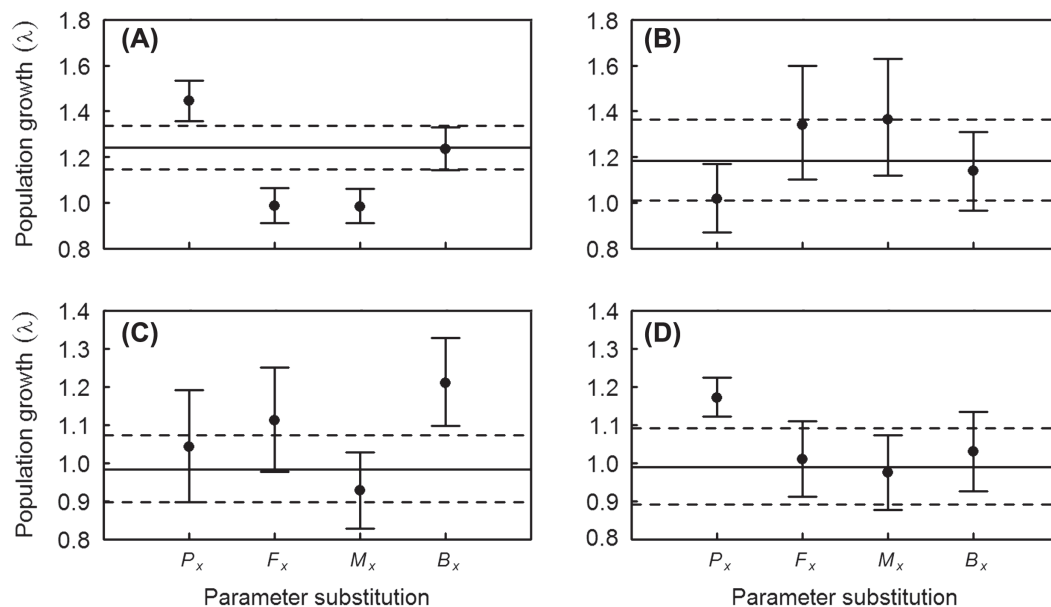 Population growth (λ)
(A)
1.8
1.6
1.4
1.2
1.0
0.8
(B)
1.8
1.6
1.4
1.2
1.0
0.8
Population growth (λ)
(C)
1.4
1.3
1.2
1.1
1.0
0.9
0.8
Px Fx Mx Bx
Parameter substitution
(D)
1.4
1.3
1.2
1.1
1.0
0.9
0.8
Px Fx Mx Bx
Parameter substitution